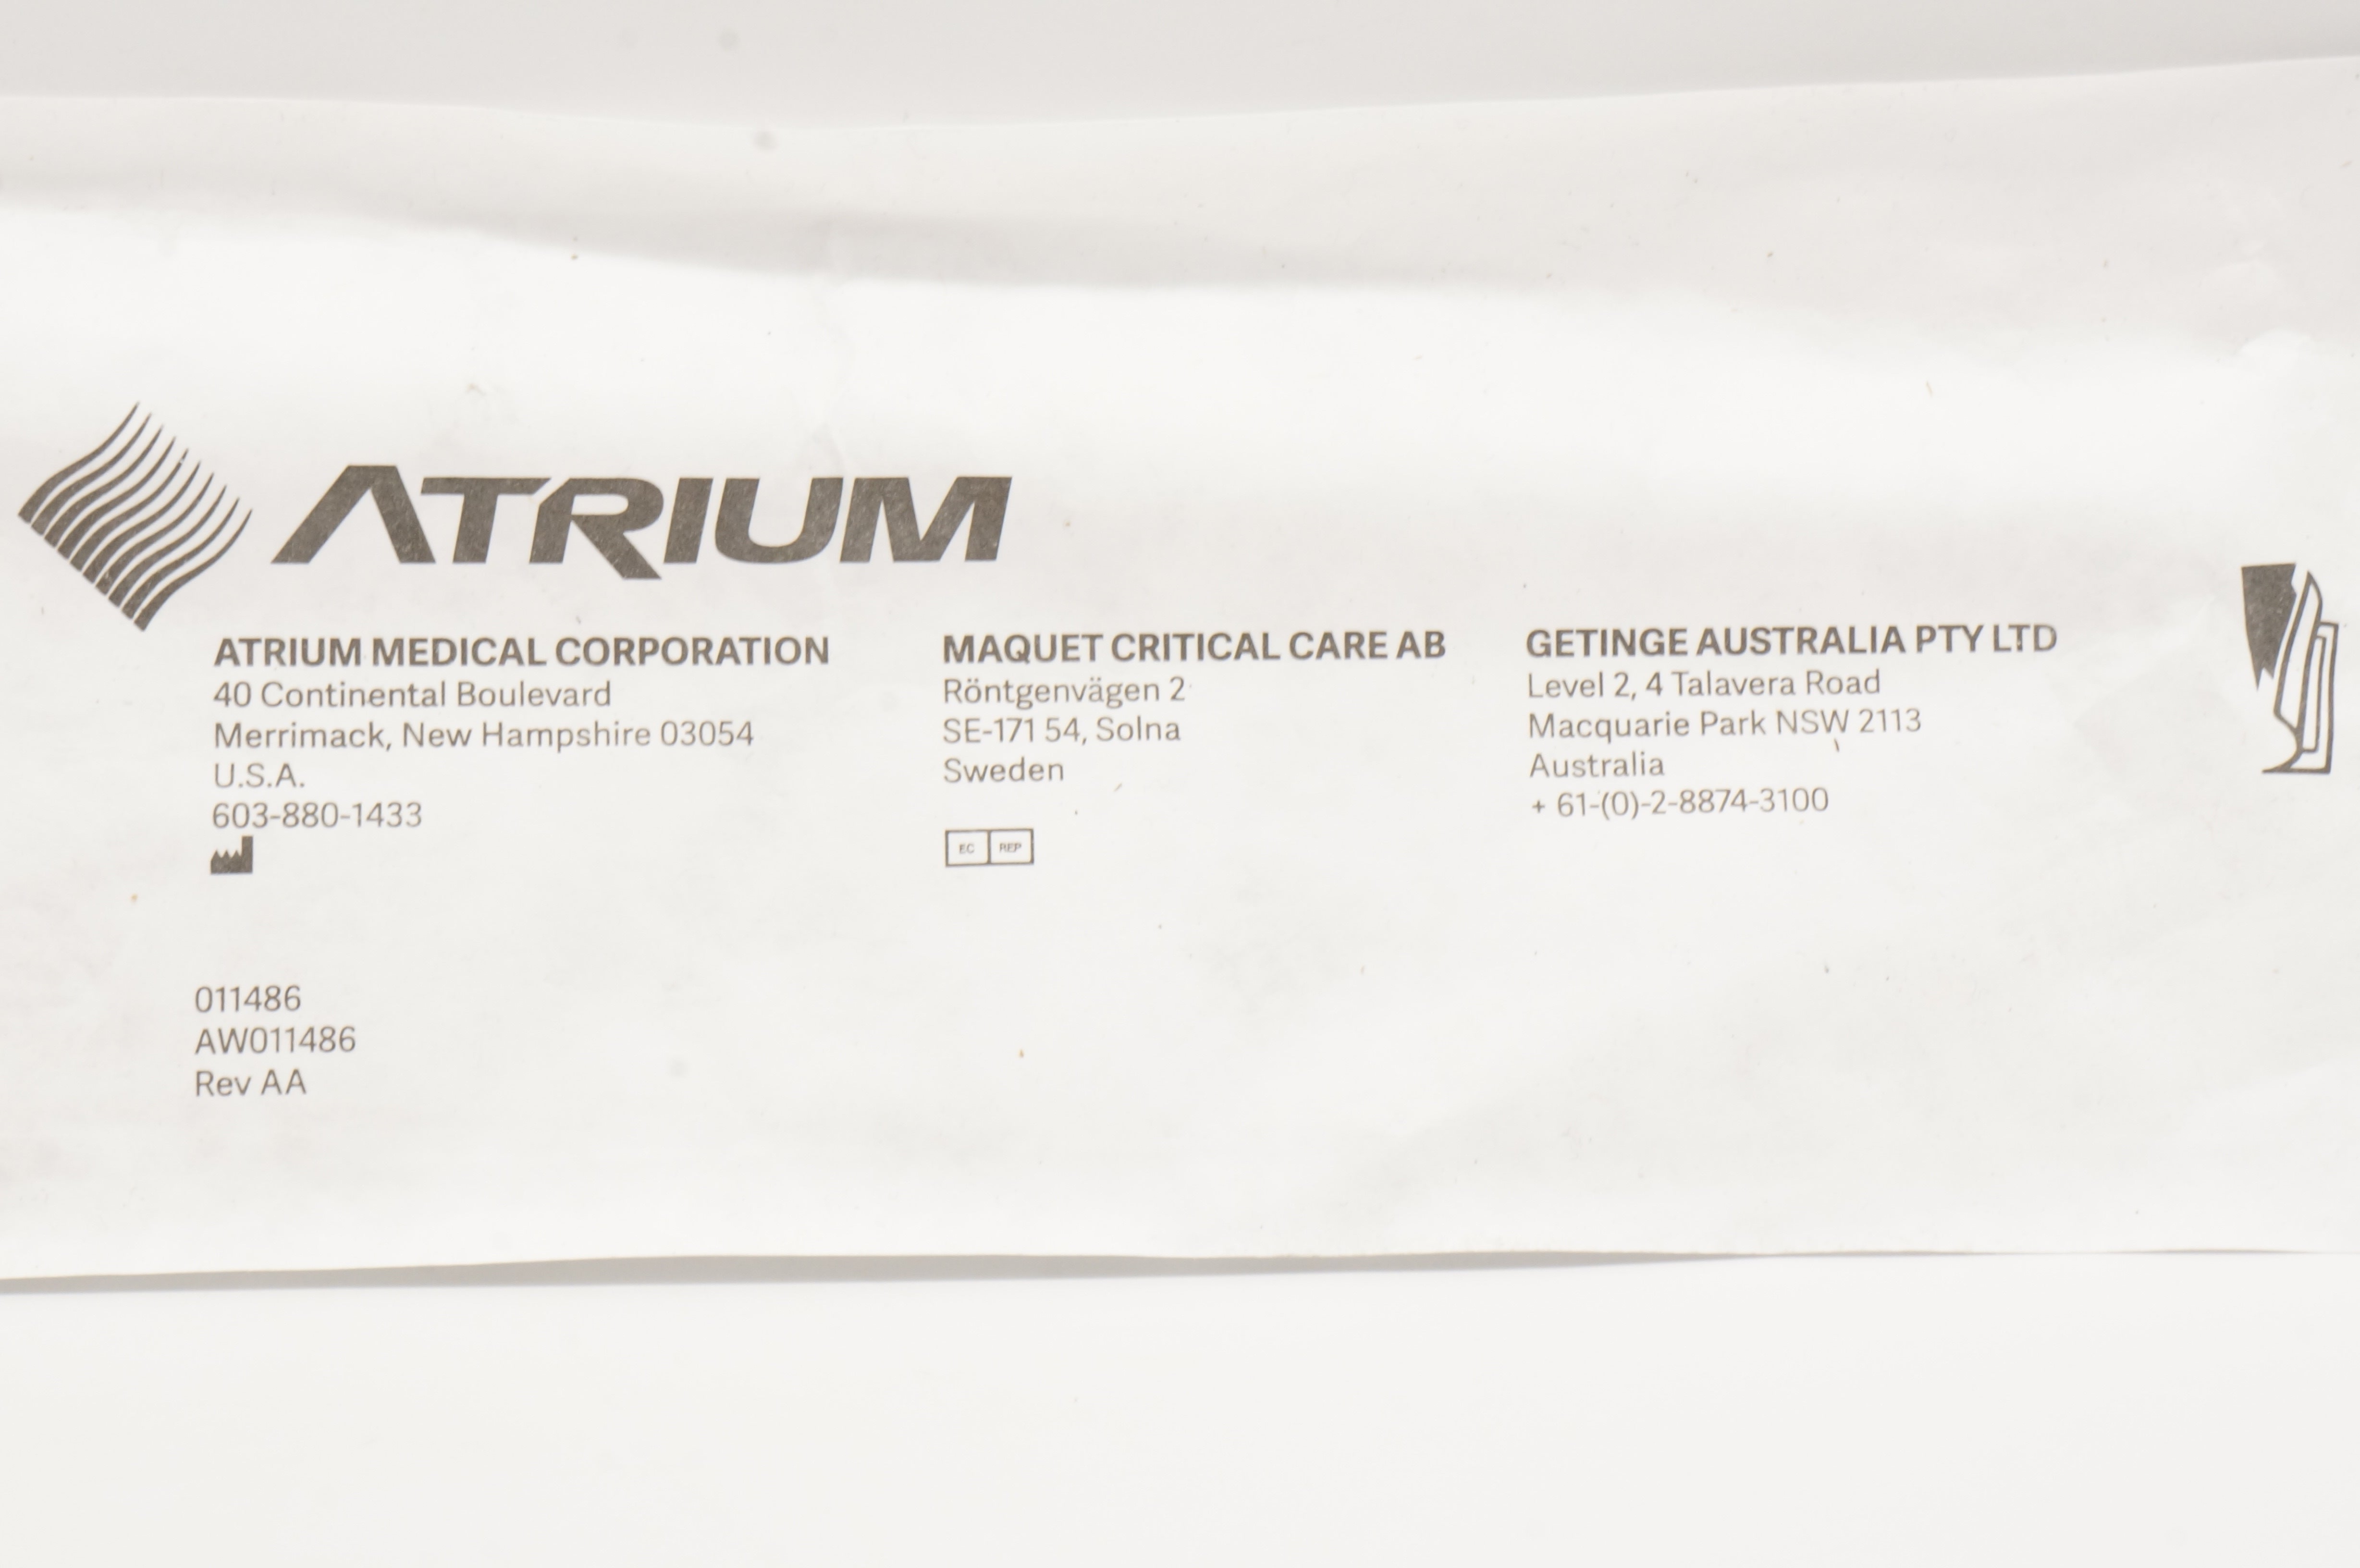 ATRIUM
ATRIUM MEDICAL CORPORATION
40 Continental Boulevard
Merrimack, New Hampshire 03054
U.S.A.
603-880-1433
MAQUET CRITICAL CARE AB
Röntgenvägen 2
SE-171 54, Solna
Sweden
EC REP
GETINGE AUSTRALIA PTY LTD
Level 2, 4 Talavera Road
Macquarie Park NSW 2113
Australia
+ 61-(0)-2-8874-3100
011486
AW011486
Rev AA